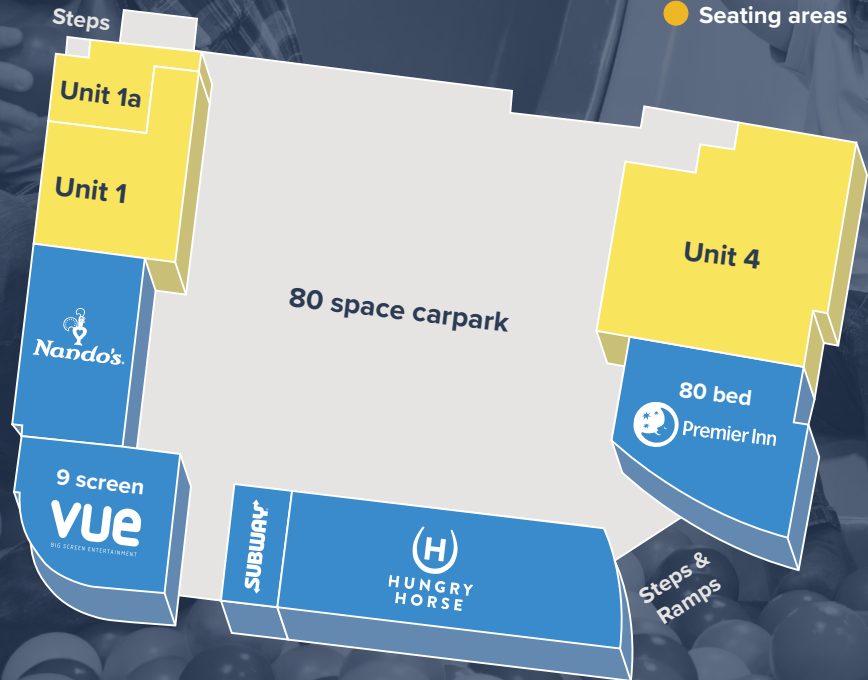 Steps
Seating areas
Unit 1a
Unit 1
Unit 4
80 space carpark
Nando's.
80 bed
Premier Inn
9 screen
vue
BIG SCREEN ENTERTAINMENT
SUBWAY
H
HUNGRY
HORSE
Steps &
Ramps